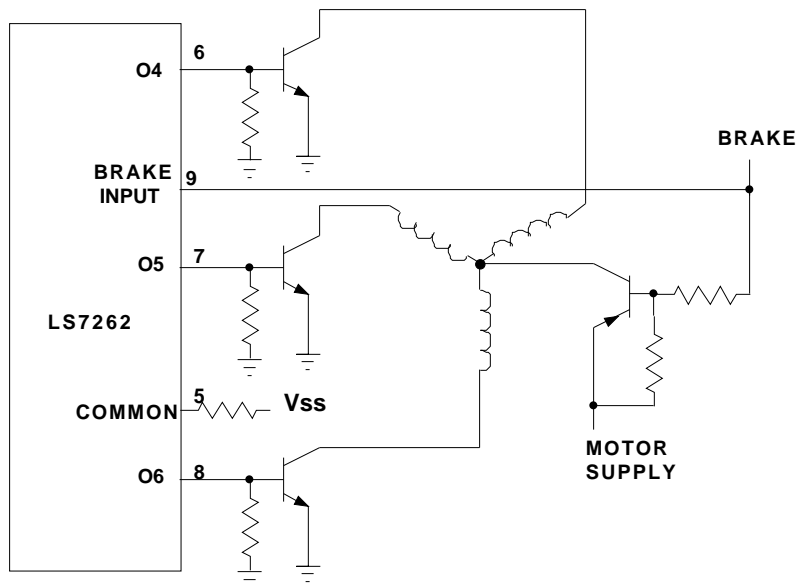 6
O4
BRAKE
BRAKE
INPUT
9
7
O5
LS7262
5
COMMON
Vss
8
O6
MOTOR
SUPPLY